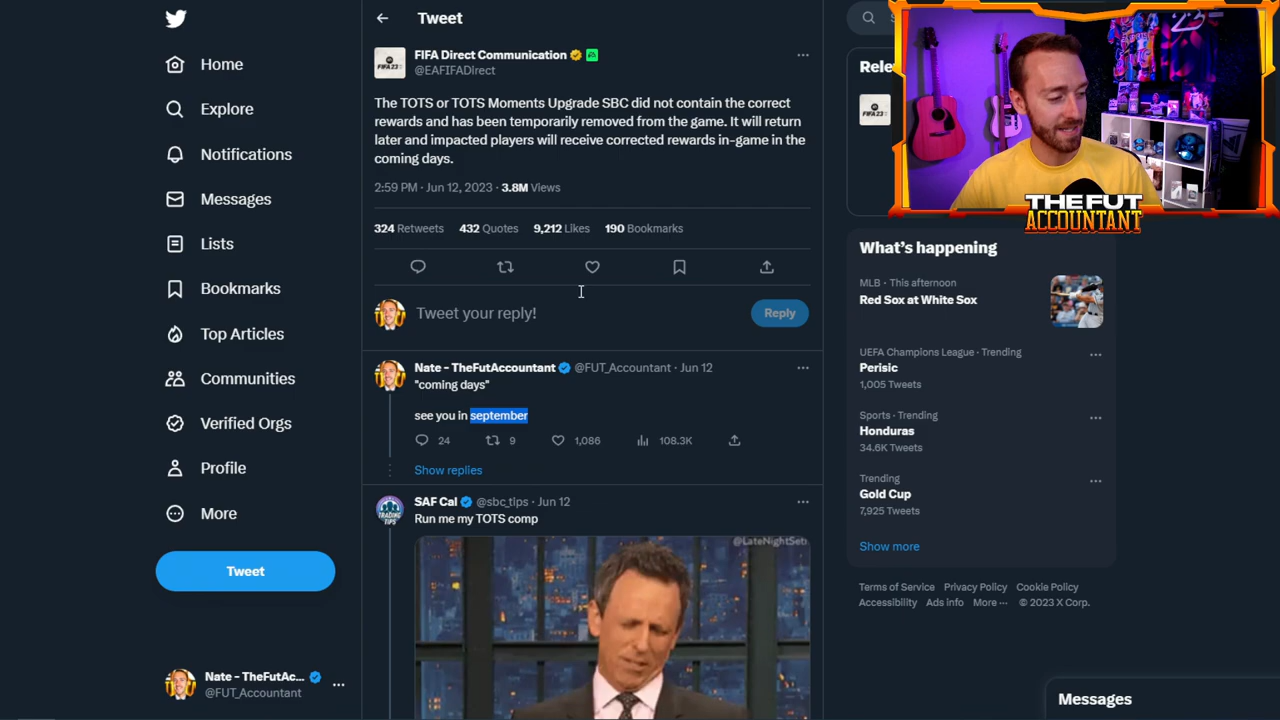 Home
Explore
Notifications
Messages
Lists
Bookmarks
Top Articles
Communities
Verified Orgs
Profile
More
Tweet
Nate - TheFutAc...
@FUT_Accountant
Tweet
FIFA 23
FIFA Direct Communication
@EAFIFADirect
The TOTS or TOTS Moments Upgrade SBC did not contain the correct
rewards and has been temporarily removed from the game. It will return
later and impacted players will receive corrected rewards in-game in the
coming days.
2:59 PM · Jun 12, 2023 · 3.8M Views
324 Retweets 432 Quotes 9,212 Likes 190 Bookmarks
Tweet your reply!
Reply
Nate - TheFutAccountant @FUT_Accountant · Jun 12
"coming days"
see you in september
24 9 1,086 108.3K
Show replies
TRADING
TIPS
SAF Cal @sbc_tips · Jun 12
Run me my TOTS comp
@LateNightSeth
Rele
FIFA 23
THE FUT
ACCOUNTANT
What's happening
MLB · This afternoon
Red Sox at White Sox
UEFA Champions League · Trending
Perisic
1,005 Tweets
Sports · Trending
Honduras
34.6K Tweets
Trending
Gold Cup
7,925 Tweets
Show more
Terms of Service Privacy Policy Cookie Policy
Accessibility Ads info More ··· © 2023 X Corp.
Messages